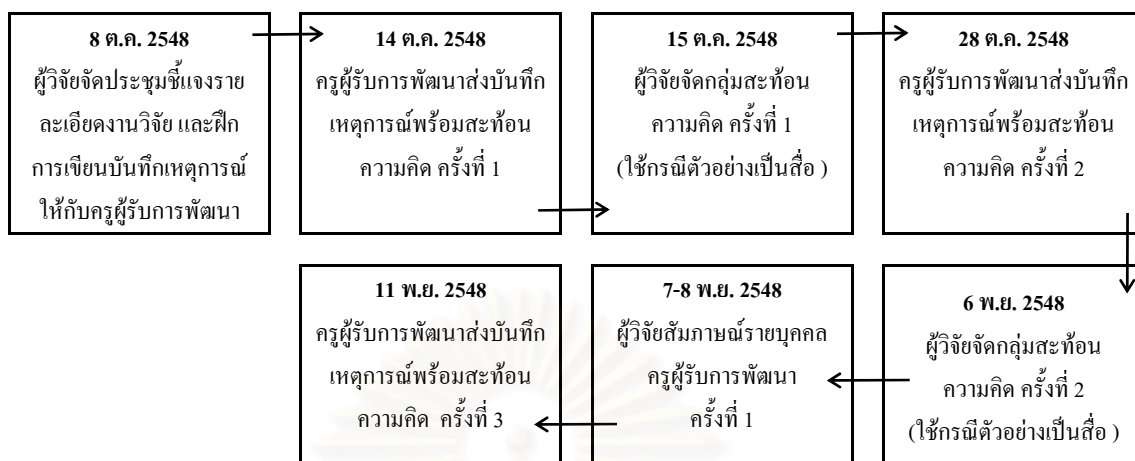 8 ต.ค. 2548
ผู้วิจัยจัดประชุมชี้แจงราย
ละเอียดงานวิจัย และฝึก
การเขียนบันทึกเหตุการณ์
ให้กับครูผู้รับการพัฒนา
14 ต.ค. 2548
ครูผู้รับการพัฒนาส่งบันทึก
เหตุการณ์พร้อมสะท้อน
ความคิด ครั้งที่ 1
15 ต.ค. 2548
ผู้วิจัยจัดกลุ่มสะท้อน
ความคิด ครั้งที่ 1
(ใช้กรณีตัวอย่างเป็นสื่อ )
28 ต.ค. 2548
ครูผู้รับการพัฒนาส่งบันทึก
เหตุการณ์พร้อมสะท้อน
ความคิด ครั้งที่ 2
6 พ.ย. 2548
ผู้วิจัยจัดกลุ่มสะท้อน
ความคิด ครั้งที่ 2
(ใช้กรณีตัวอย่างเป็นสื่อ )
7-8 พ.ย. 2548
ผู้วิจัยสัมภาษณ์รายบุคคล
ครูผู้รับการพัฒนา
ครั้งที่ 1
11 พ.ย. 2548
ครูผู้รับการพัฒนาส่งบันทึก
เหตุการณ์พร้อมสะท้อน
ความคิด ครั้งที่ 3